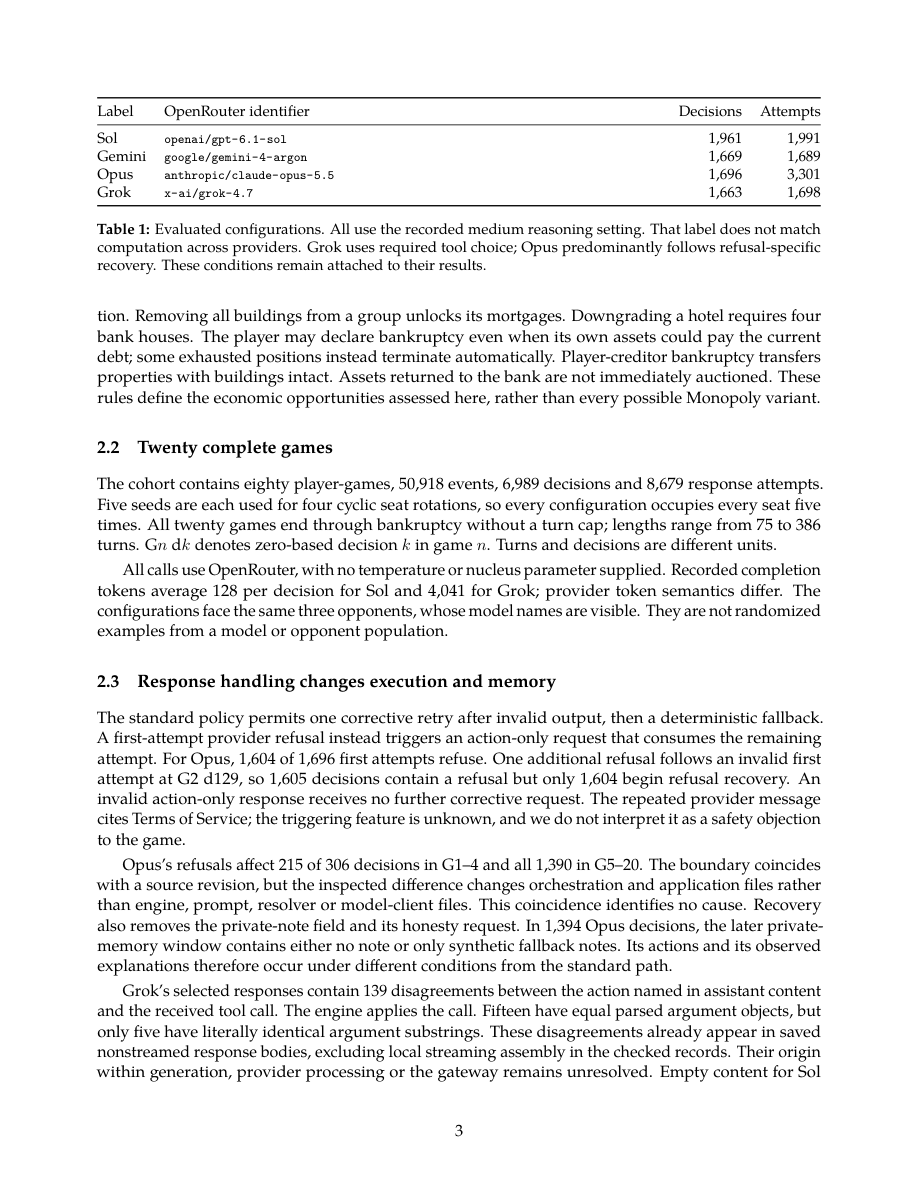 Label OpenRouter identifier Decisions Attempts
Sol openai/gpt-6.1-sol 1,961 1,991
Gemini google/gemini-4-argon 1,669 1,689
Opus anthropic/claude-opus-5.5 1,696 3,301
Grok x-ai/grok-4.7 1,663 1,698
Table 1: Evaluated configurations. All use the recorded medium reasoning setting. That label does not match
computation across providers. Grok uses required tool choice; Opus predominantly follows refusal-specific
recovery. These conditions remain attached to their results.
tion. Removing all buildings from a group unlocks its mortgages. Downgrading a hotel requires four
bank houses. The player may declare bankruptcy even when its own assets could pay the current
debt; some exhausted positions instead terminate automatically. Player-creditor bankruptcy transfers
properties with buildings intact. Assets returned to the bank are not immediately auctioned. These
rules define the economic opportunities assessed here, rather than every possible Monopoly variant.
2.2 Twenty complete games
The cohort contains eighty player-games, 50,918 events, 6,989 decisions and 8,679 response attempts.
Five seeds are each used for four cyclic seat rotations, so every configuration occupies every seat five
times. All twenty games end through bankruptcy without a turn cap; lengths range from 75 to 386
turns. Gn dk denotes zero-based decision k in game n. Turns and decisions are different units.
All calls use OpenRouter, with no temperature or nucleus parameter supplied. Recorded completion
tokens average 128 per decision for Sol and 4,041 for Grok; provider token semantics differ. The
configurations face the same three opponents, whose model names are visible. They are not randomized
examples from a model or opponent population.
2.3 Response handling changes execution and memory
The standard policy permits one corrective retry after invalid output, then a deterministic fallback.
A first-attempt provider refusal instead triggers an action-only request that consumes the remaining
attempt. For Opus, 1,604 of 1,696 first attempts refuse. One additional refusal follows an invalid first
attempt at G2 d129, so 1,605 decisions contain a refusal but only 1,604 begin refusal recovery. An
invalid action-only response receives no further corrective request. The repeated provider message
cites Terms of Service; the triggering feature is unknown, and we do not interpret it as a safety objection
to the game.
Opus's refusals affect 215 of 306 decisions in G1–4 and all 1,390 in G5–20. The boundary coincides
with a source revision, but the inspected difference changes orchestration and application files rather
than engine, prompt, resolver or model-client files. This coincidence identifies no cause. Recovery
also removes the private-note field and its honesty request. In 1,394 Opus decisions, the later private-
memory window contains either no note or only synthetic fallback notes. Its actions and its observed
explanations therefore occur under different conditions from the standard path.
Grok's selected responses contain 139 disagreements between the action named in assistant content
and the received tool call. The engine applies the call. Fifteen have equal parsed argument objects, but
only five have literally identical argument substrings. These disagreements already appear in saved
nonstreamed response bodies, excluding local streaming assembly in the checked records. Their origin
within generation, provider processing or the gateway remains unresolved. Empty content for Sol
3